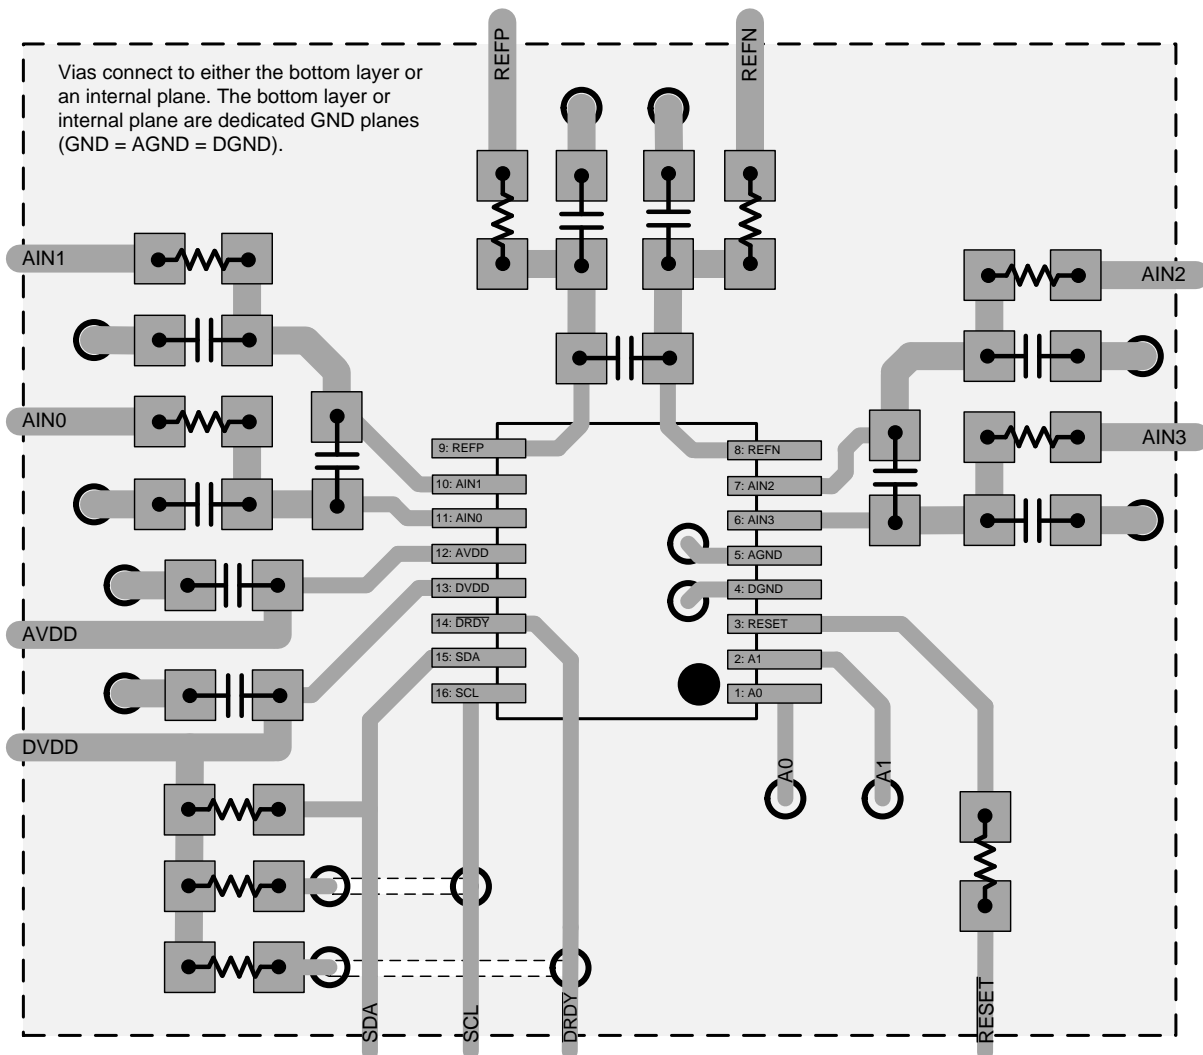 REFP
REFN
Vias connect to either the bottom layer or
an internal plane. The bottom layer or
internal plane are dedicated GND planes
(GND = AGND = DGND).
AIN1
AIN2
AIN0
AIN3
9: REFP
8: REFN
10: AIN1
7: AIN2
11: AIN0
6: AIN3
12: AVDD
5: AGND
13: DVDD
4: DGND
14: DRDY
3: RESET
AVDD
15: SDA
2: A1
16: SCL
1: A0
DVDD
A0
A1
SDA
SCL
DRDY
RESET